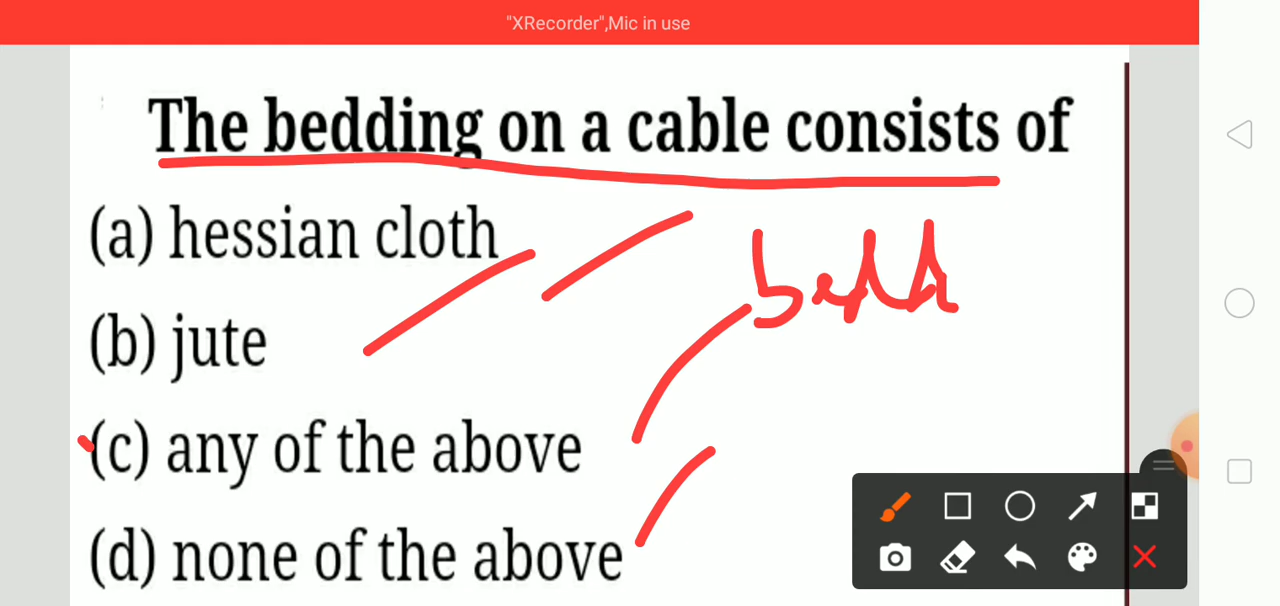 "XRecorder",Mic in use
The bedding on a cable consists of
(a) hessian cloth
(b) jute
(c) any of the above
(d) none of the above